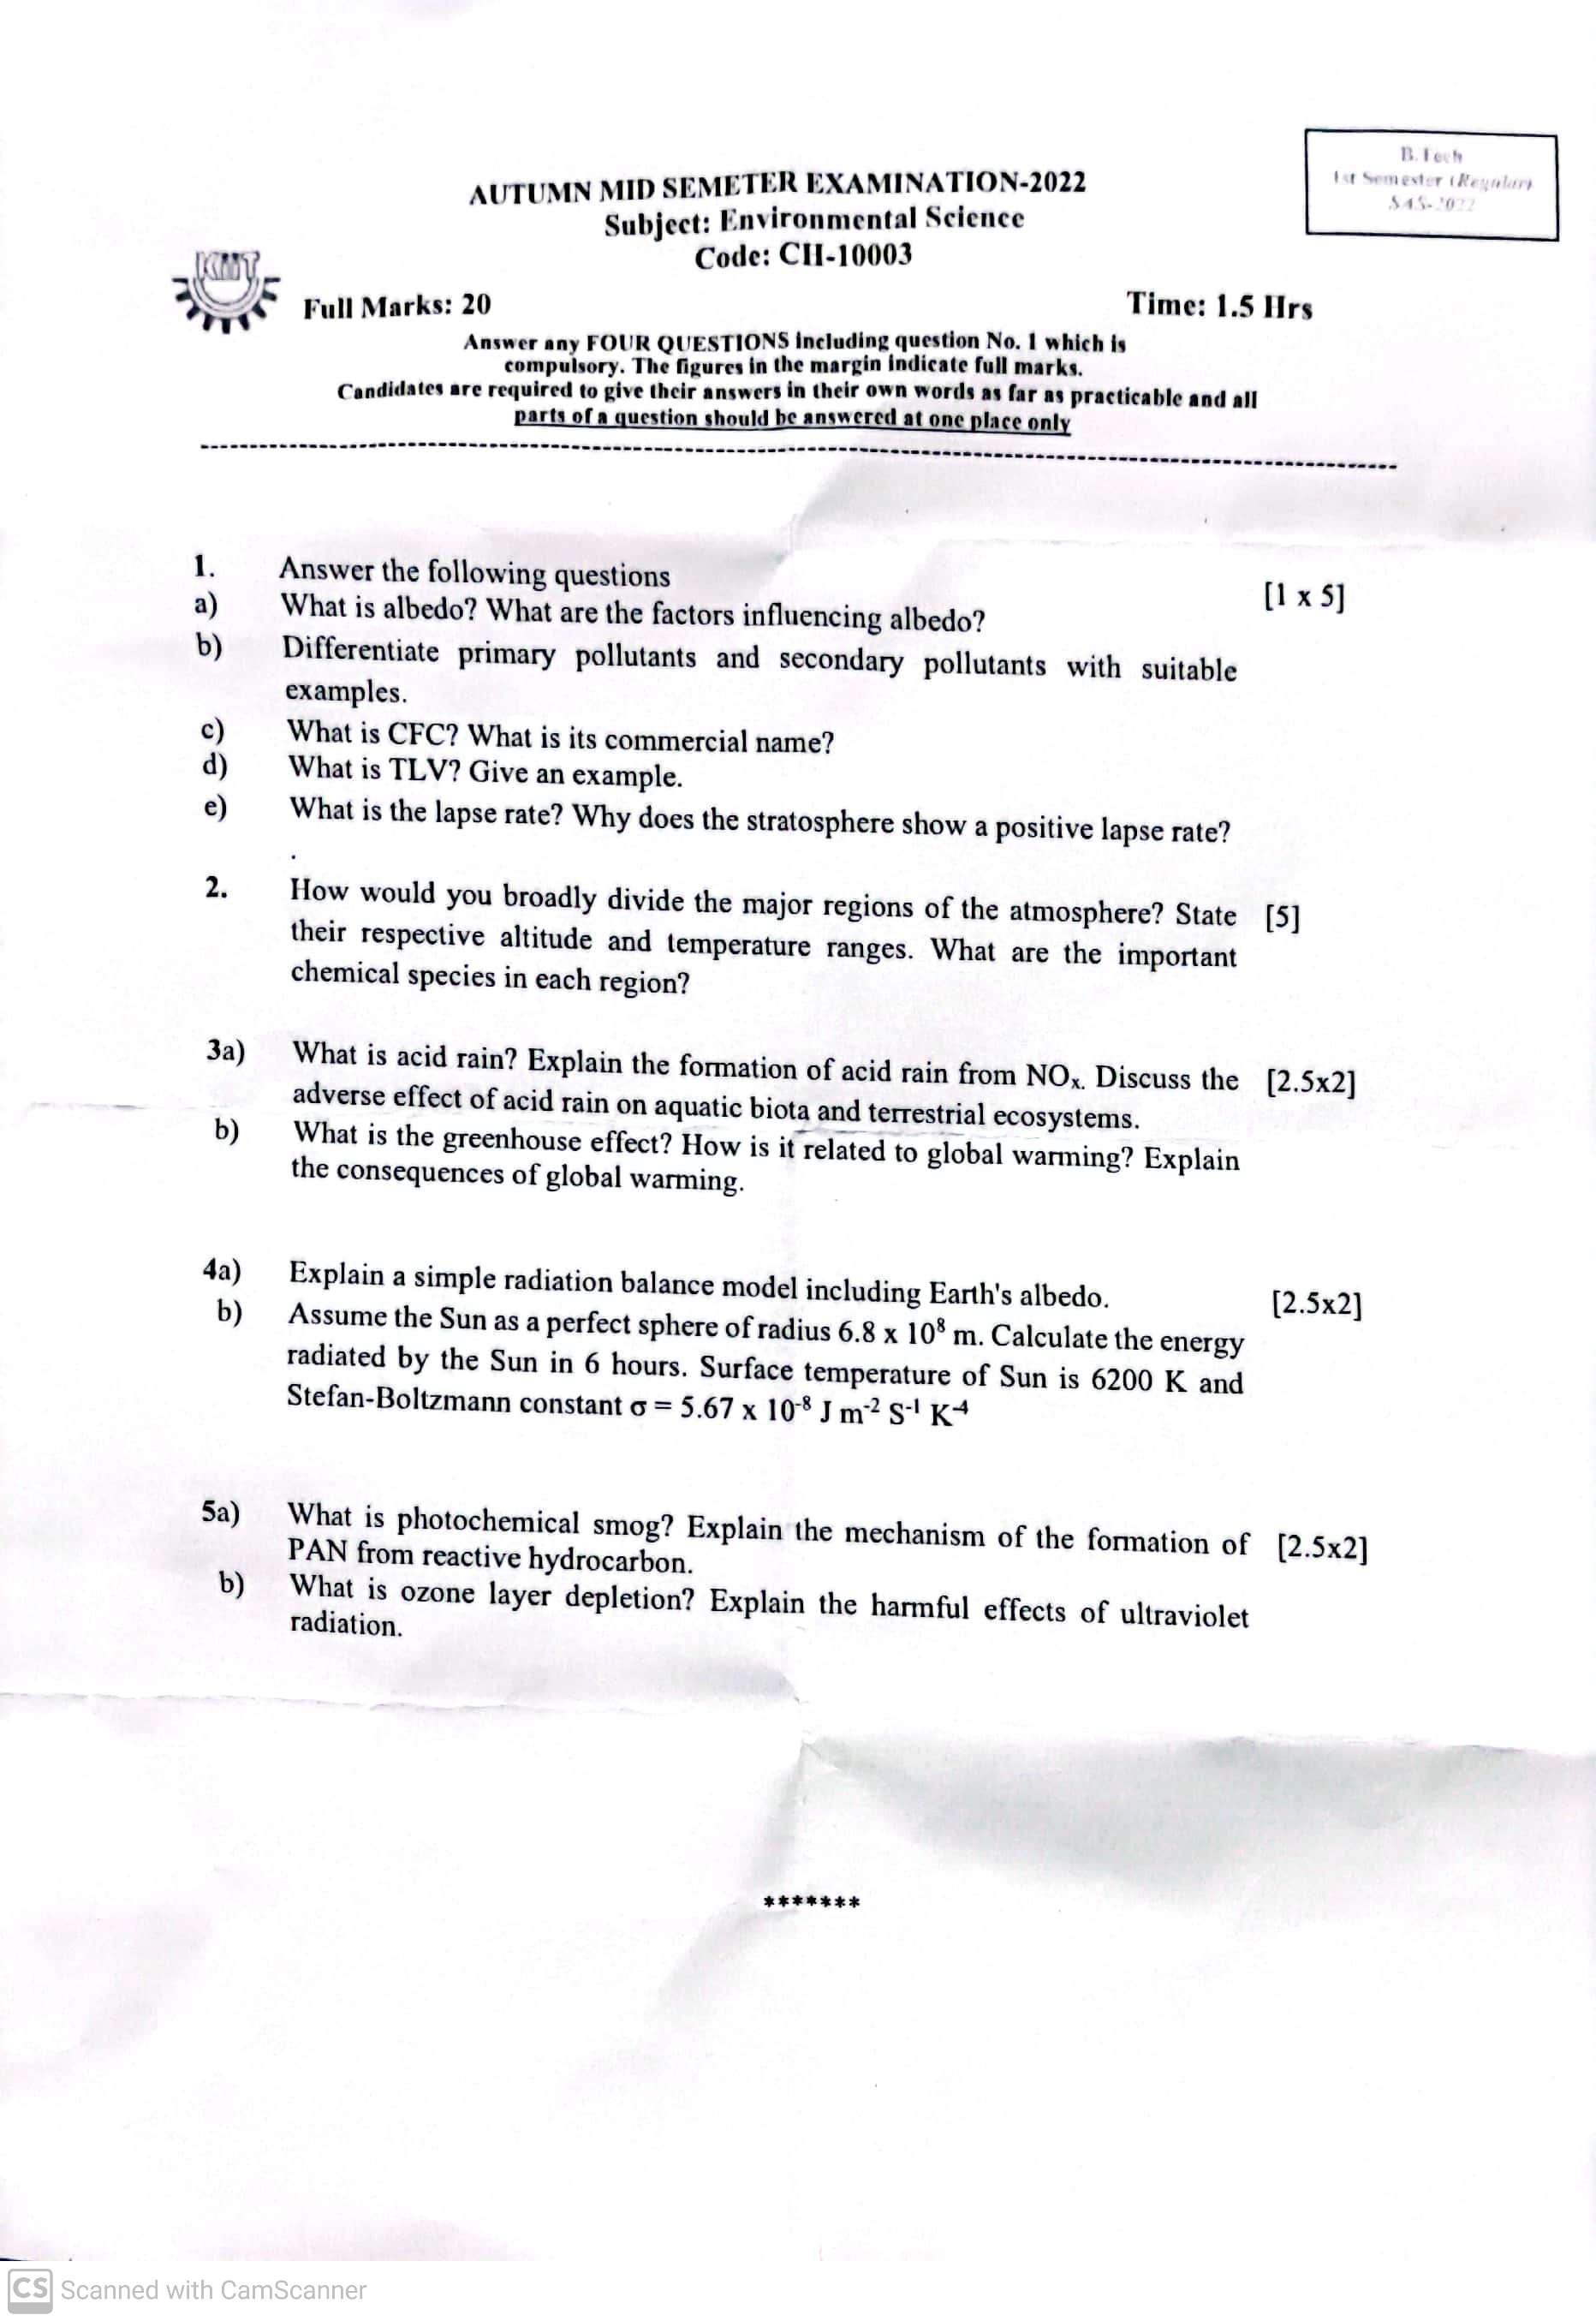 B.Tech
1st Semester (Regular)
SAS-2022
AUTUMN MID SEMETER EXAMINATION-2022
Subject: Environmental Science
Code: CH-10003
KIIT
Full Marks: 20 Time: 1.5 Hrs
Answer any FOUR QUESTIONS including question No. 1 which is
compulsory. The figures in the margin indicate full marks.
Candidates are required to give their answers in their own words as far as practicable and all
parts of a question should be answered at one place only
1. Answer the following questions [1 x 5]
a) What is albedo? What are the factors influencing albedo?
b) Differentiate primary pollutants and secondary pollutants with suitable
examples.
c) What is CFC? What is its commercial name?
d) What is TLV? Give an example.
e) What is the lapse rate? Why does the stratosphere show a positive lapse rate?
.
2. How would you broadly divide the major regions of the atmosphere? State [5]
their respective altitude and temperature ranges. What are the important
chemical species in each region?
3a) What is acid rain? Explain the formation of acid rain from NOₓ. Discuss the [2.5x2]
adverse effect of acid rain on aquatic biota and terrestrial ecosystems.
b) What is the greenhouse effect? How is it related to global warming? Explain
the consequences of global warming.
4a) Explain a simple radiation balance model including Earth's albedo. [2.5x2]
b) Assume the Sun as a perfect sphere of radius 6.8 x 10⁸ m. Calculate the energy
radiated by the Sun in 6 hours. Surface temperature of Sun is 6200 K and
Stefan-Boltzmann constant σ = 5.67 x 10⁻⁸ J m⁻² S⁻¹ K⁻⁴
5a) What is photochemical smog? Explain the mechanism of the formation of [2.5x2]
PAN from reactive hydrocarbon.
b) What is ozone layer depletion? Explain the harmful effects of ultraviolet
radiation.
*******
CS Scanned with CamScanner